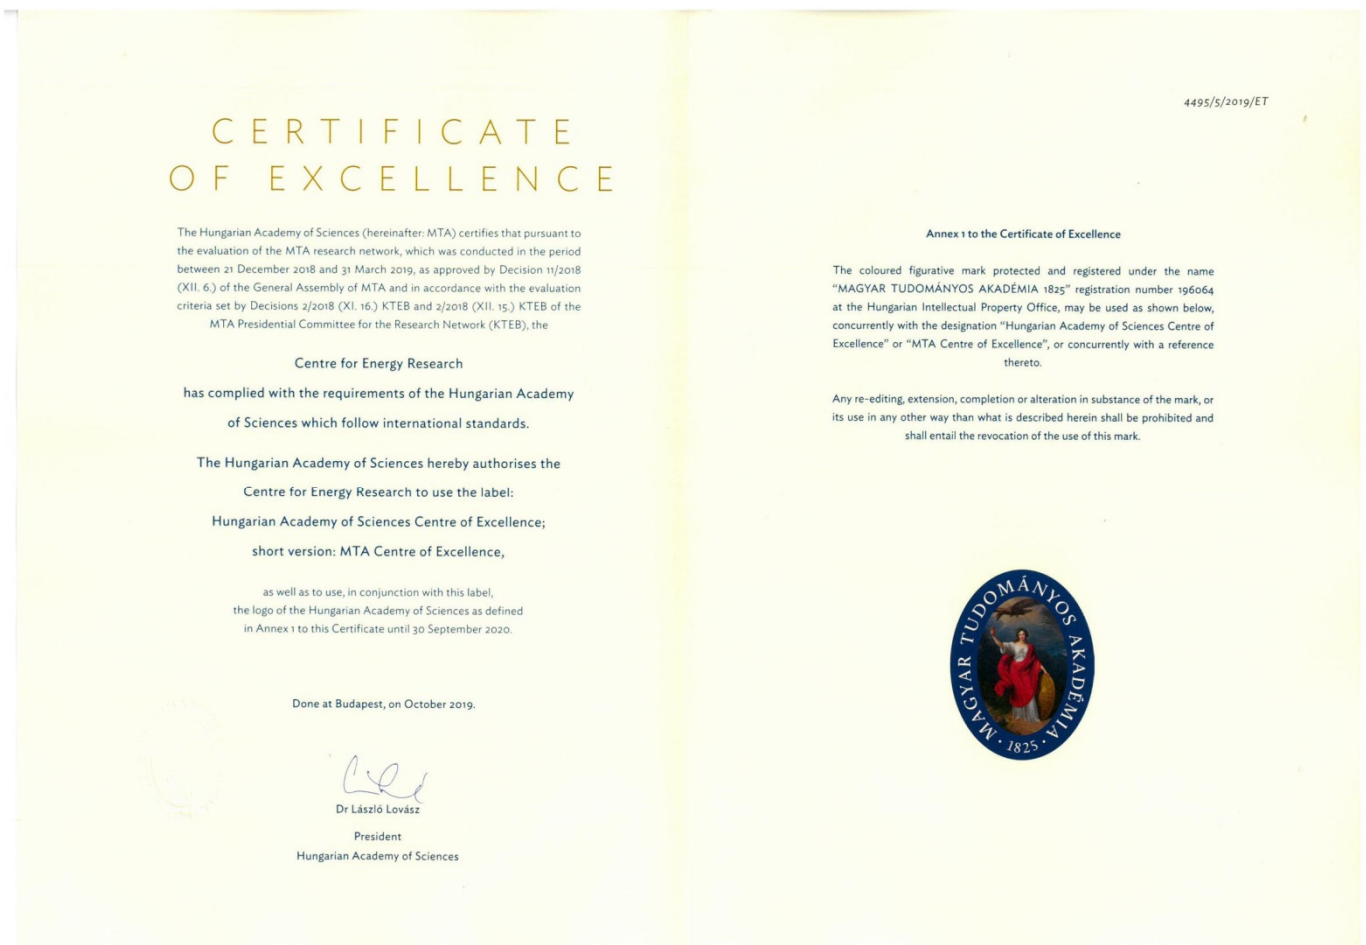 CERTIFICATE
OF EXCELLENCE
The Hungarian Academy of Sciences (hereinafter: MTA) certifies that pursuant to
the evaluation of the MTA research network, which was conducted in the period
between 21 December 2018 and 31 March 2019, as approved by Decision 11/2018
(XII. 6.) of the General Assembly of MTA and in accordance with the evaluation
criteria set by Decisions 2/2018 (XI. 16.) KTEB and 2/2018 (XII. 15.) KTEB of the
MTA Presidential Committee for the Research Network (KTEB), the
Centre for Energy Research
has complied with the requirements of the Hungarian Academy
of Sciences which follow international standards.
The Hungarian Academy of Sciences hereby authorises the
Centre for Energy Research to use the label:
Hungarian Academy of Sciences Centre of Excellence;
short version: MTA Centre of Excellence,
as well as to use, in conjunction with this label,
the logo of the Hungarian Academy of Sciences as defined
in Annex 1 to this Certificate until 30 September 2020.
Done at Budapest, on October 2019.
Dr László Lovász
President
Hungarian Academy of Sciences
4495/5/2019/ET
Annex 1 to the Certificate of Excellence
The coloured figurative mark protected and registered under the name
"MAGYAR TUDOMÁNYOS AKADÉMIA 1825" registration number 196064
at the Hungarian Intellectual Property Office, may be used as shown below,
concurrently with the designation "Hungarian Academy of Sciences Centre of
Excellence" or "MTA Centre of Excellence", or concurrently with a reference
thereto.
Any re-editing, extension, completion or alteration in substance of the mark, or
its use in any other way than what is described herein shall be prohibited and
shall entail the revocation of the use of this mark.
MAGYAR TUDOMÁNYOS AKADÉMIA
· 1825 ·